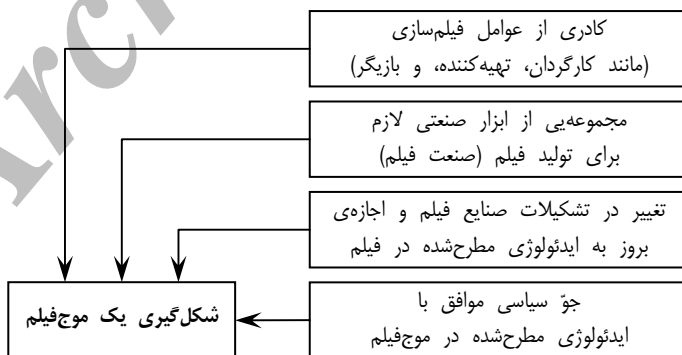 کادری از عوامل فیلم‌سازی
(مانند کارگردان، تهیه‌کننده، و بازیگر)
مجموعه‌یی از ابزار صنعتی لازم
برای تولید فیلم (صنعت فیلم)
تغییر در تشکیلات صنایع فیلم و اجازه‌ی
بروز به ایدئولوژی مطرح‌شده در فیلم
جوّ سیاسی موافق با
ایدئولوژی مطرح‌شده در موج‌فیلم
شکل‌گیری یک موج‌فیلم